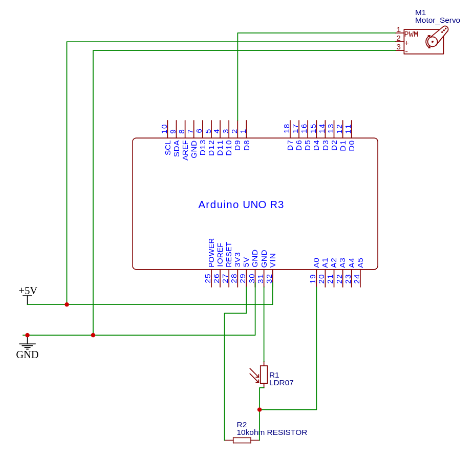 M1
Motor_Servo
1
PWM
2
+
3
-
10
9
8
7
6
5
4
3
2
1
18
17
16
15
14
13
12
11
SCL
SDA
AREF
GND
D13
D12
D11
D10
D9
D8
D7
D6
D5
D4
D3
D2
D1
D0
Arduino UNO R3
POWER
IOREF
RESET
3V3
5V
GND
GND
VIN
A0
A1
A2
A3
A4
A5
25
26
27
28
29
30
31
32
19
20
21
22
23
24
+5V
GND
R1
LDR07
R2
10kohm RESISTOR